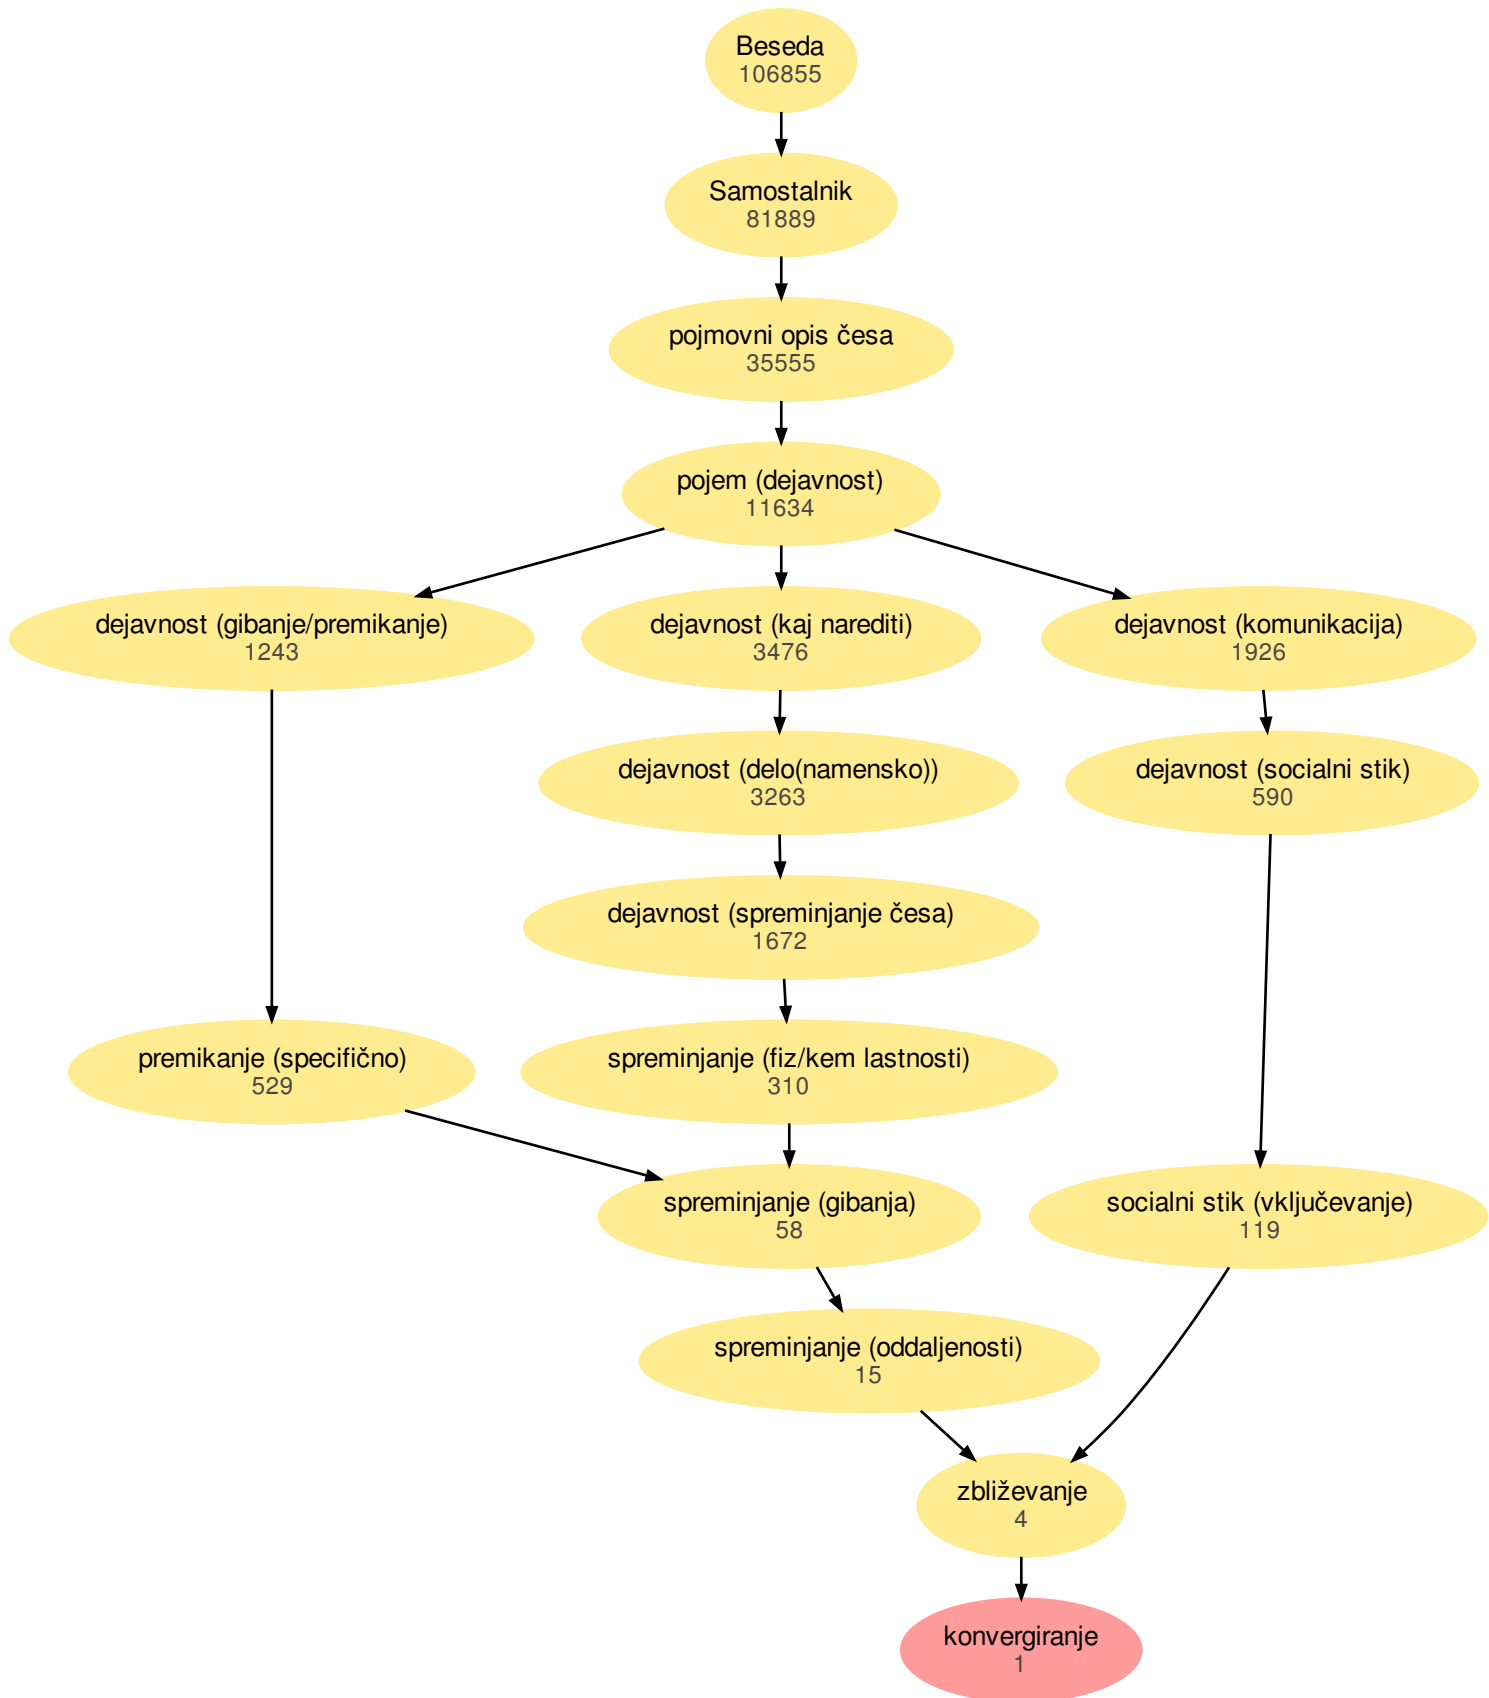 Beseda
106855
Samostalnik
81889
pojmovni opis česa
35555
pojem (dejavnost)
11634
dejavnost (gibanje/premikanje)
1243
dejavnost (kaj narediti)
3476
dejavnost (komunikacija)
1926
dejavnost (delo(namensko))
3263
dejavnost (socialni stik)
590
dejavnost (spreminjanje česa)
1672
premikanje (specifično)
529
spreminjanje (fiz/kem lastnosti)
310
spreminjanje (gibanja)
58
socialni stik (vključevanje)
119
spreminjanje (oddaljenosti)
15
zbliževanje
4
konvergiranje
1